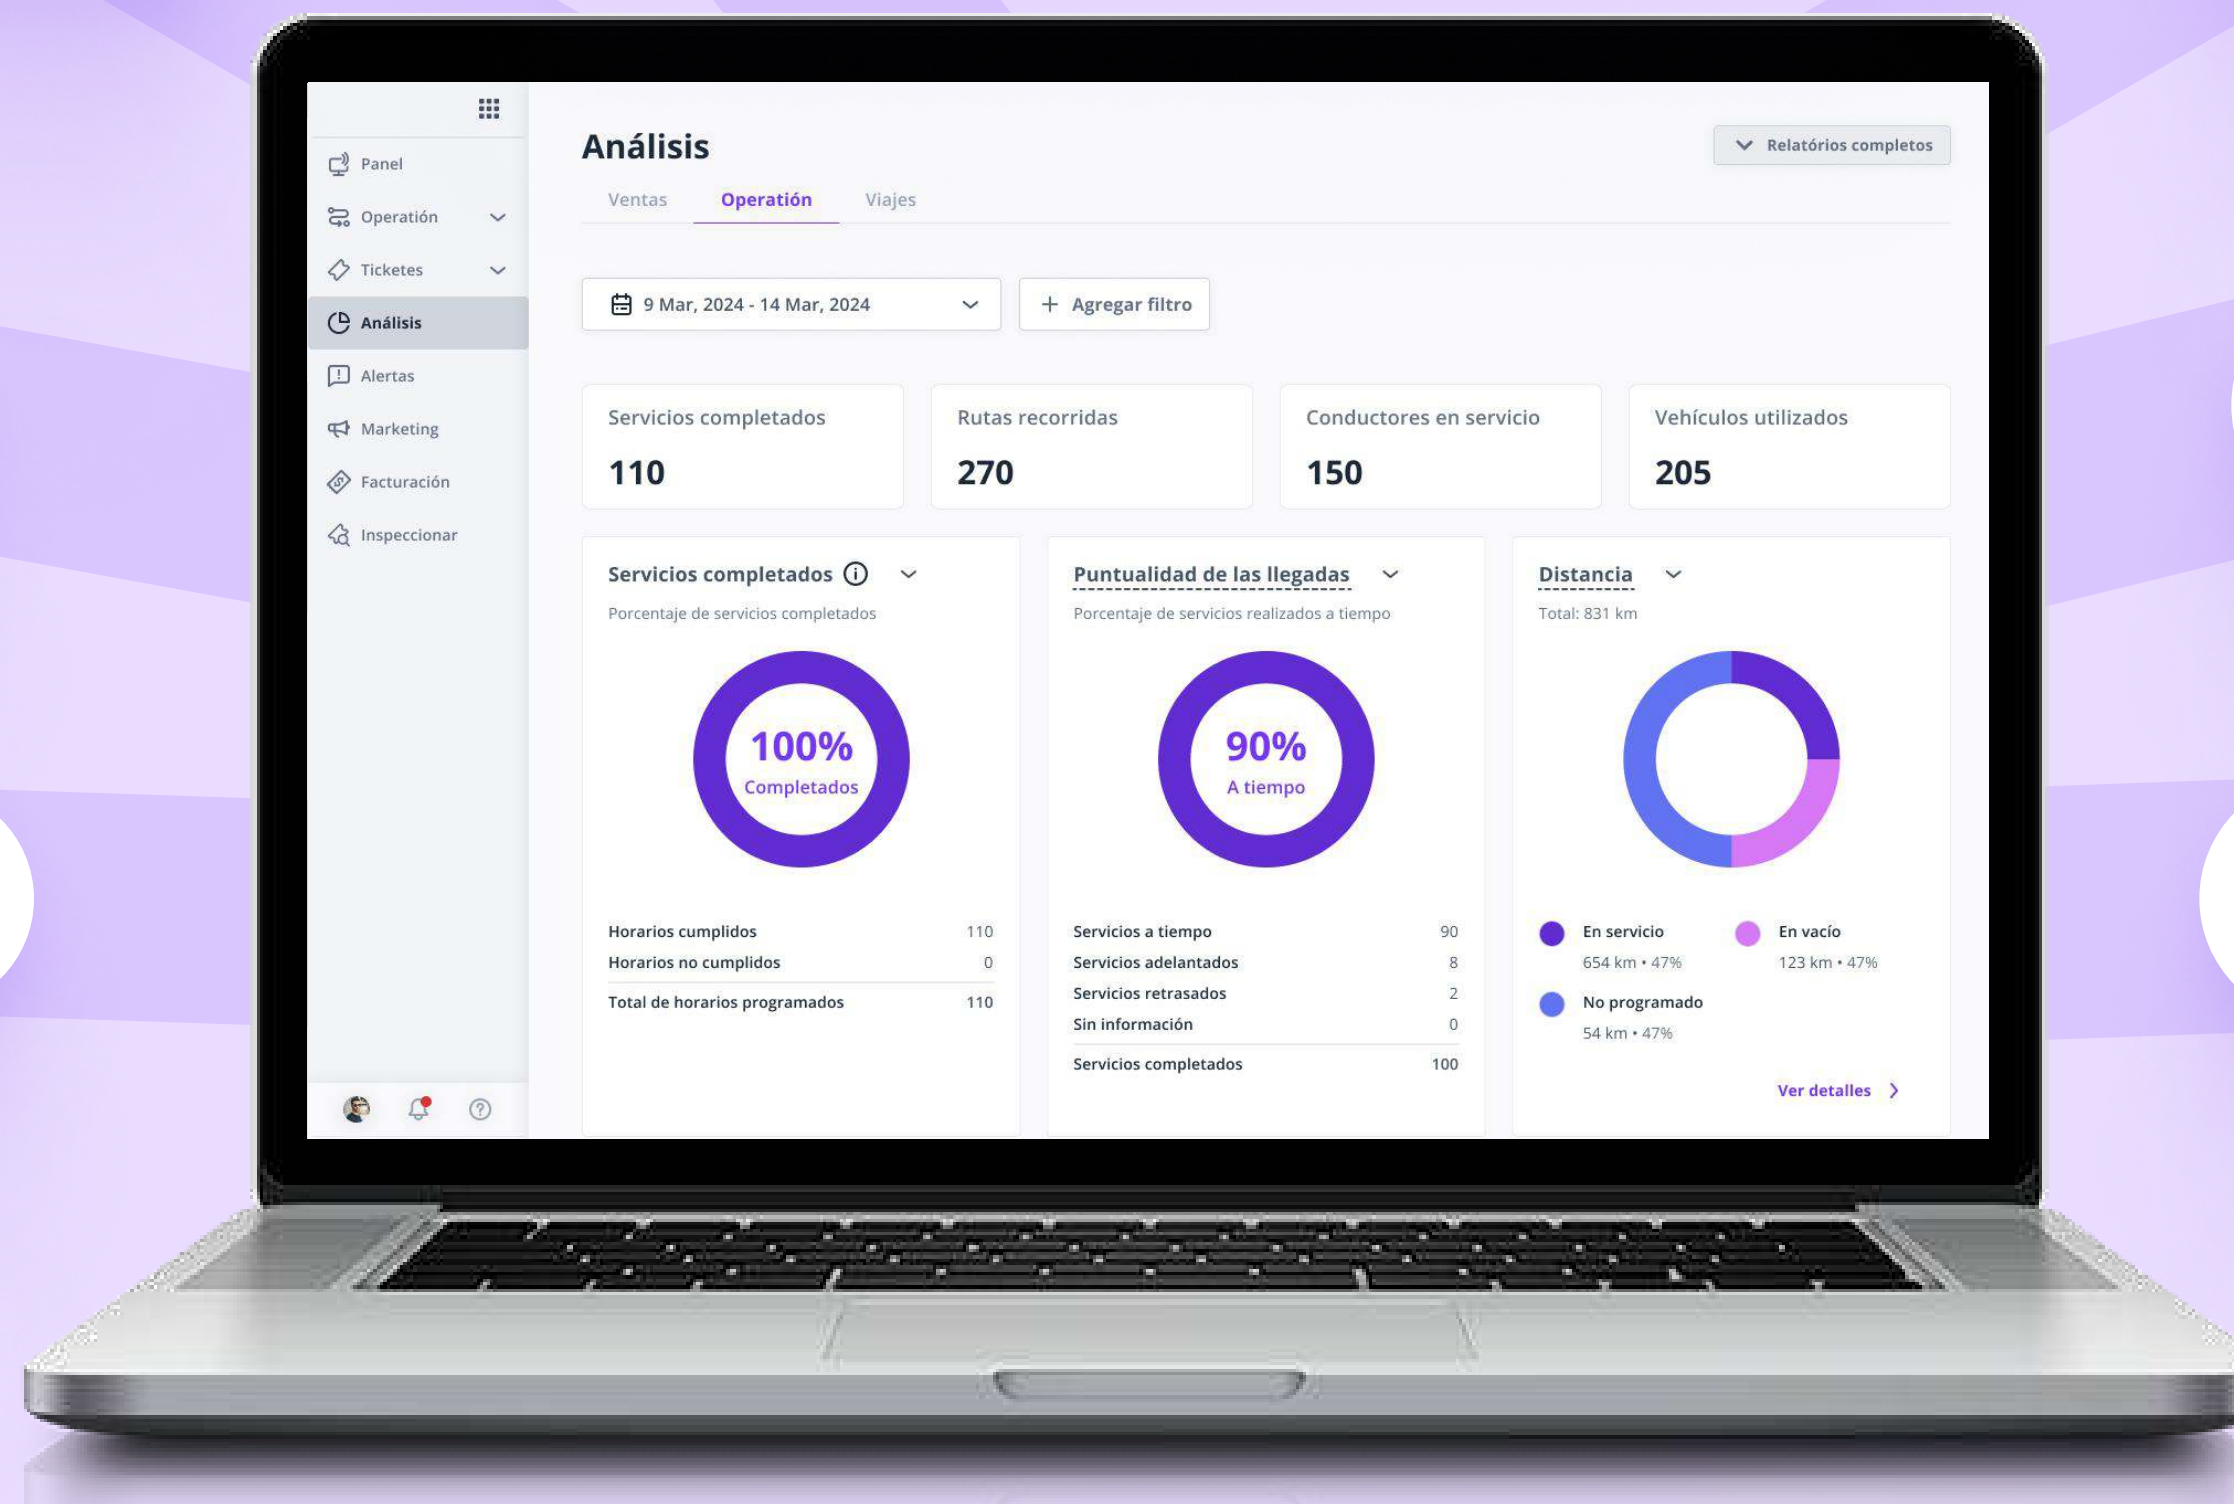 Panel
Operatión
Ticketes
Análisis
Alertas
Marketing
Facturación
Inspeccionar
Análisis
Relatórios completos
Ventas Operatión Viajes
9 Mar, 2024 - 14 Mar, 2024
+ Agregar filtro
Servicios completados
110
Rutas recorridas
270
Conductores en servicio
150
Vehículos utilizados
205
Servicios completados
Porcentaje de servicios completados
100%
Completados
Horarios cumplidos 110
Horarios no cumplidos 0
Total de horarios programados 110
Puntualidad de las llegadas
Porcentaje de servicios realizados a tiempo
90%
A tiempo
Servicios a tiempo 90
Servicios adelantados 8
Servicios retrasados 2
Sin información 0
Servicios completados 100
Distancia
Total: 831 km
En servicio
654 km • 47%
En vacío
123 km • 47%
No programado
54 km • 47%
Ver detalles